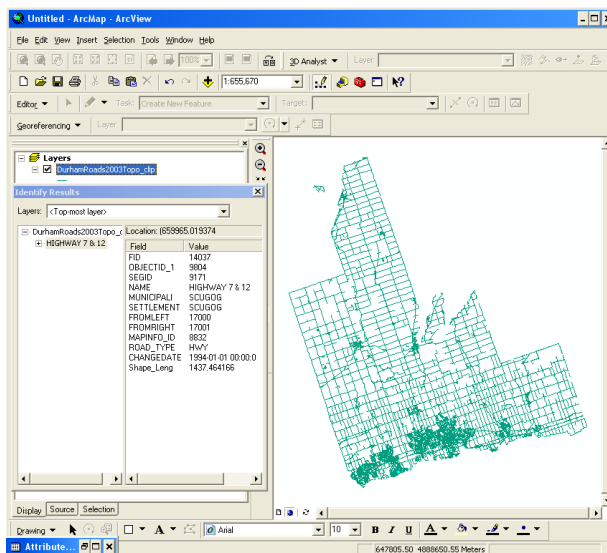 Untitled - ArcMap - ArcView
File Edit View Insert Selection Tools Window Help
100% 3D Analyst Layer:
1:655,670
Editor Task: Create New Feature Target:
Georeferencing Layer:
Layers
DurhamRoads2003Topo_clip
Identify Results
Layers: <Top-most layer>
DurhamRoads2003Topo_c Location: (659965.019374
HIGHWAY 7 & 12
Field Value
FID 14037
OBJECTID_1 9804
SEGID 9171
NAME HIGHWAY 7 & 12
MUNICIPALI SCUGOG
SETTLEMENT SCUGOG
FROMLEFT 17000
FROMRIGHT 17001
MAPINFO_ID 8832
ROAD_TYPE HWY
CHANGEDATE 1994-01-01 00:00:0
Shape_Leng 1437.464166
Display Source Selection
Drawing A Arial 10 B I U A
Attribute...
647805.50 4888650.55 Meters